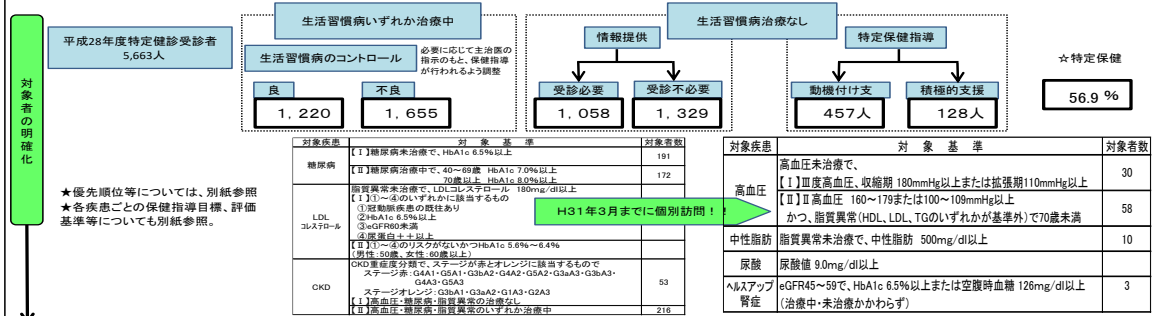 対象者の明確化
平成28年度特定健診受診者
5,663人
生活習慣病いずれか治療中
生活習慣病のコントロール
必要に応じて主治医の
指示のもと、保健指導
が行われるよう調整
良
不良
1,220
1,655
生活習慣病治療なし
情報提供
特定保健指導
受診必要
受診不必要
動機付け支
積極的支援
1,058
1,329
457人
128人
☆特定保健
56.9 %
★優先順位等については、別紙参照
★各疾患ごとの保健指導目標、評価
基準等についても別紙参照。
対象疾患 対 象 基 準 対象者数
糖尿病
【Ⅰ】糖尿病未治療で、HbA1c 6.5%以上 191
【Ⅱ】糖尿病治療中で、40~69歳 HbA1c 7.0%以上
70歳以上 HbA1c 8.0%以上
172
LDL
コレステロール
脂質異常未治療で、LDLコレステロール 180mg/dl以上
【Ⅰ】①~④のいずれかに該当するもの
①冠動脈疾患の既往あり
②HbA1c 6.5%以上
③eGFR60未満
④尿蛋白++以上
【Ⅱ】①~④のリスクがないかつHbA1c 5.6%~6.4%
(男性:50歳、女性:60歳以上)
CKD
CKD重症度分類で、ステージが赤とオレンジに該当するもので
ステージ赤:G4A1・G5A1・G3bA2・G4A2・G5A2・G3aA3・G3bA3・
G4A3・G5A3
ステージオレンジ:G3bA1・G3aA2・G1A3・G2A3
【Ⅰ】高血圧・糖尿病・脂質異常の治療なし
53
【Ⅱ】高血圧・糖尿病・脂質異常のいずれか治療中 216
H31年3月までに個別訪問!!
対象疾患 対 象 基 準 対象者数
高血圧
高血圧未治療で、
【Ⅰ】Ⅲ度高血圧、収縮期 180mmHg以上または拡張期110mmHg以上
30
【Ⅱ】Ⅱ度高血圧 160~179または100~109mmHg以上
かつ、脂質異常(HDL、LDL、TGのいずれかが基準外)で70歳未満
58
中性脂肪 脂質異常未治療で、中性脂肪 500mg/dl以上 10
尿酸 尿酸値 9.0mg/dl以上
ヘルスアップ
腎症
eGFR45~59で、HbA1c 6.5%以上または空腹時血糖 126mg/dl以上
(治療中・未治療かかわらず)
3